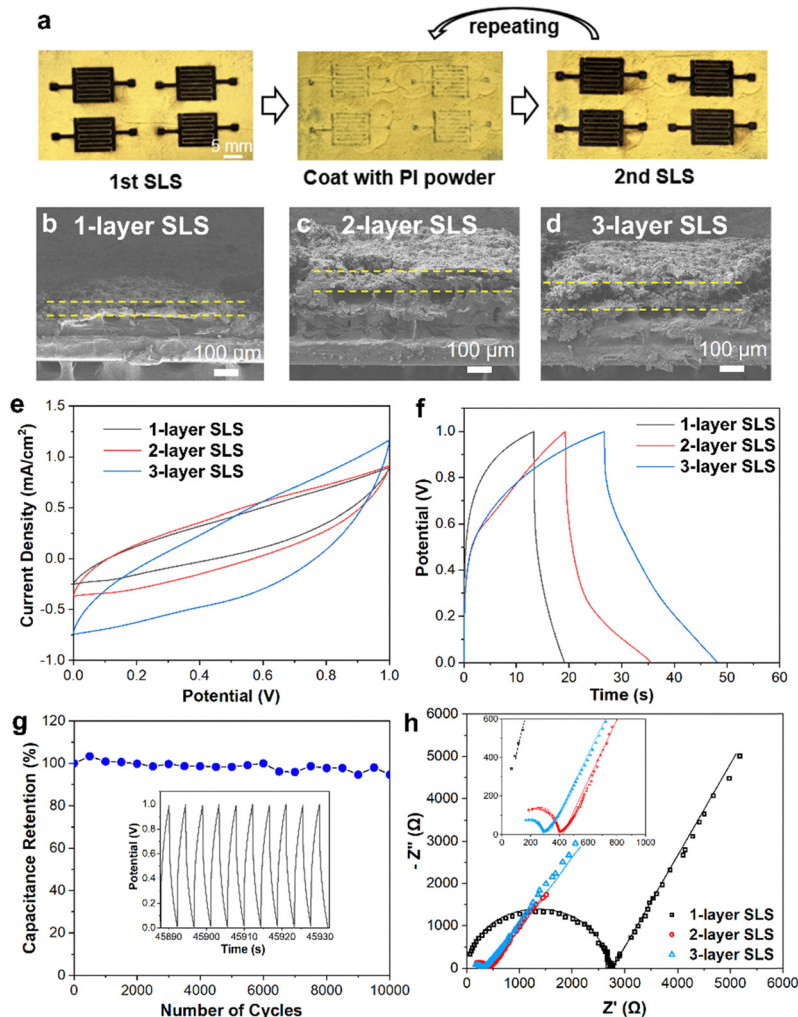 a
repeating
5 mm
1st SLS
Coat with PI powder
2nd SLS
b
1-layer SLS
100 μm
c
2-layer SLS
100 μm
d
3-layer SLS
100 μm
e
1.5
1.0
0.5
0.0
-0.5
-1.0
0.0 0.2 0.4 0.6 0.8 1.0
Current Density (mA/cm²)
Potential (V)
1-layer SLS
2-layer SLS
3-layer SLS
f
1.0
0.8
0.6
0.4
0.2
0.0
0 10 20 30 40 50 60
Potential (V)
Time (s)
1-layer SLS
2-layer SLS
3-layer SLS
g
120
100
80
60
40
20
0
0 2000 4000 6000 8000 10000
Capacitance Retention (%)
Number of Cycles
1.0
0.8
0.6
0.4
0.2
0.0
45890 45900 45910 45920 45930
Potential (V)
Time (s)
h
6000
5000
4000
3000
2000
1000
0
0 1000 2000 3000 4000 5000 6000
- Z'' (Ω)
Z' (Ω)
600
400
200
0
0 200 400 600 800 1000
1-layer SLS
2-layer SLS
3-layer SLS